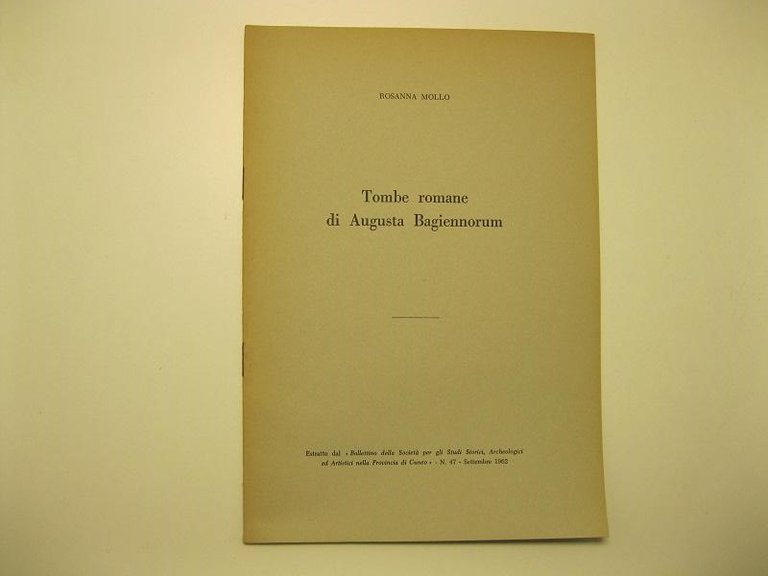 ROSANNA MOLLO
Tombe romane
di Augusta Bagiennorum
Estratto dal « Bollettino della Società per gli Studi Storici, Archeologici
ed Artistici nella Provincia di Cuneo » - N. 47 - Settembre 1962